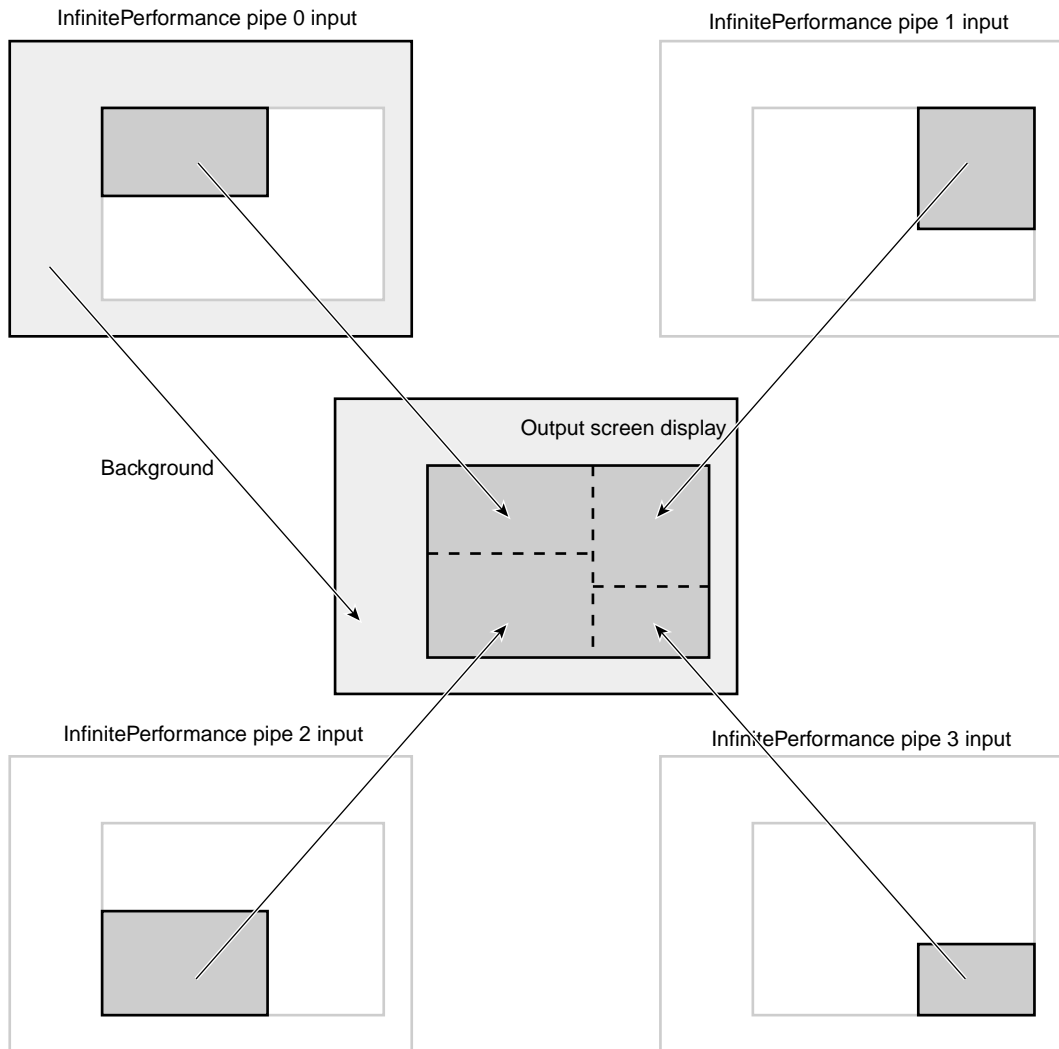 InfinitePerformance pipe 0 input
InfinitePerformance pipe 1 input
Output screen display
Background
InfinitePerformance pipe 2 input
InfinitePerformance pipe 3 input